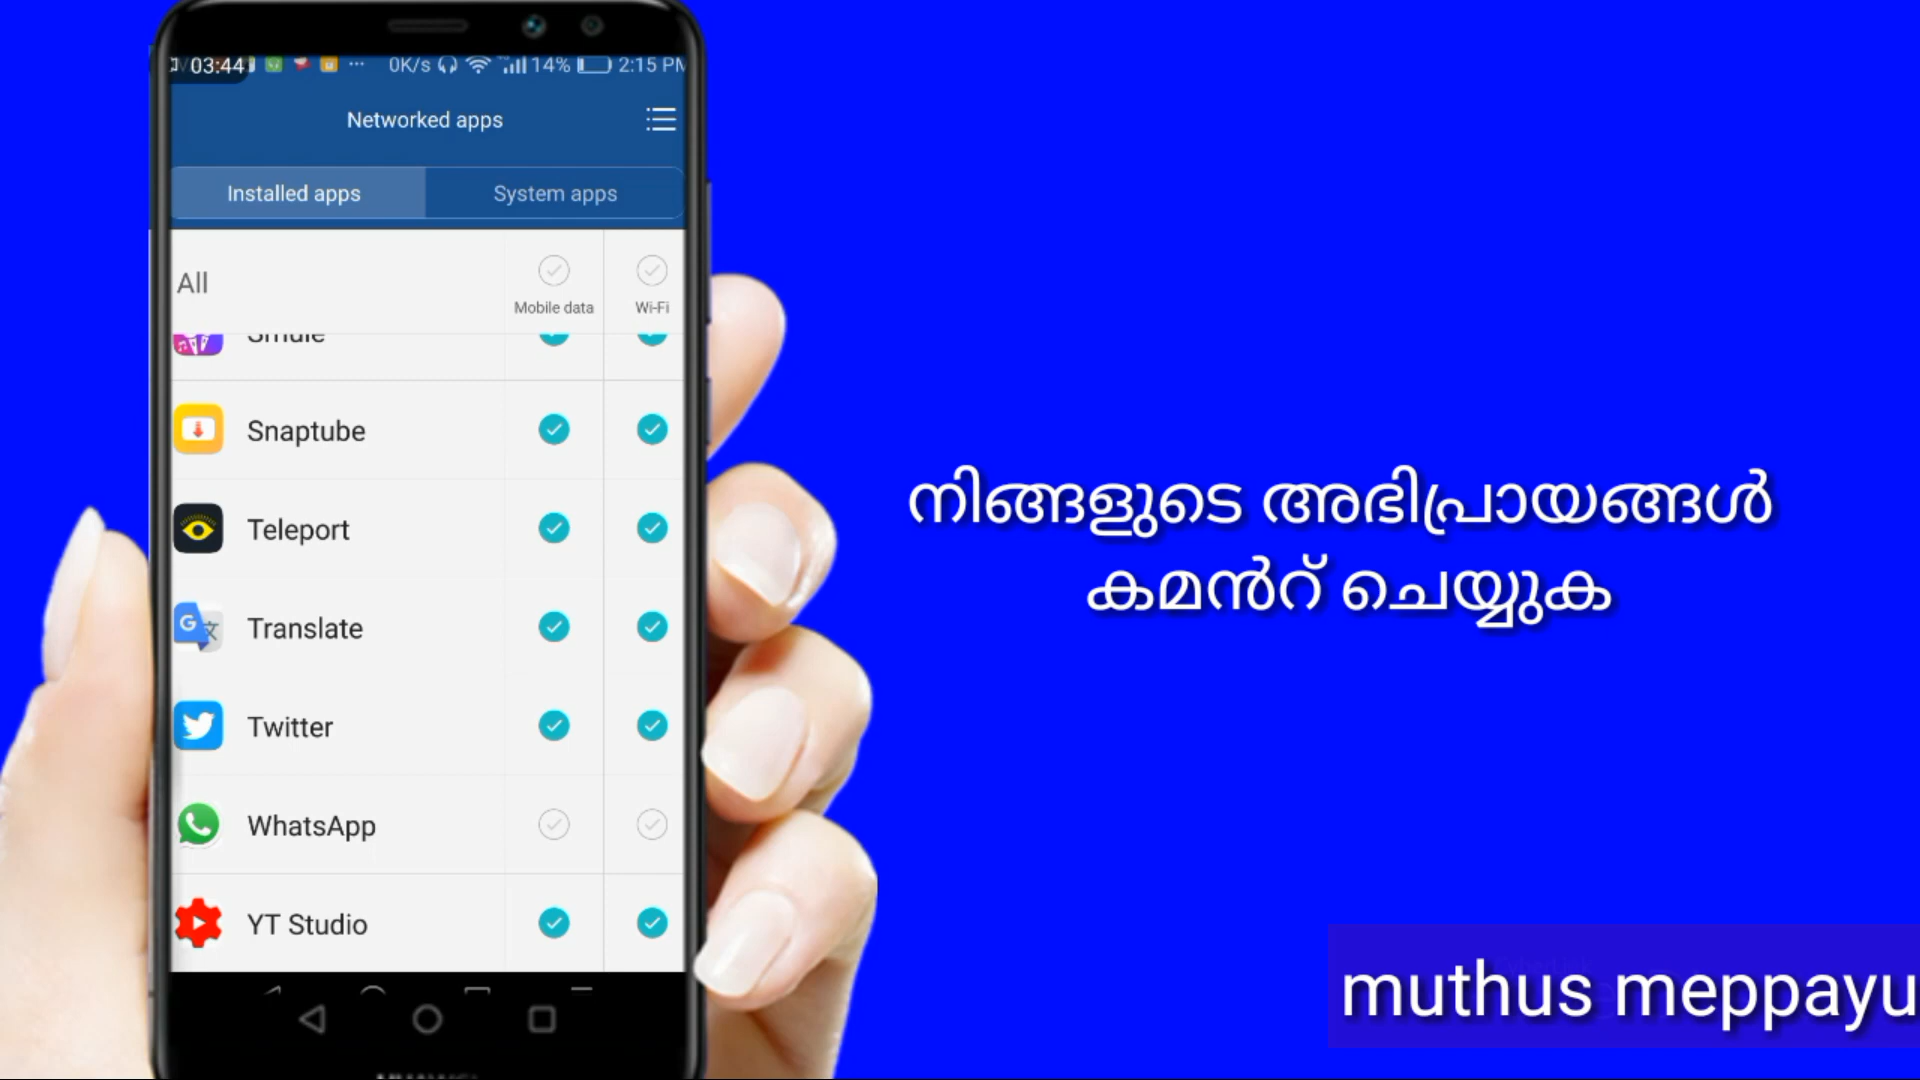 03:44
0K/s
14%
2:15 PM
Networked apps
Installed apps
System apps
All
Mobile data
Wi-Fi
Smule
Snaptube
Teleport
Translate
Twitter
WhatsApp
YT Studio
നിങ്ങളുടെ അഭിപ്രായങ്ങൾ
കമൻറ് ചെയ്യുക
muthus meppayu